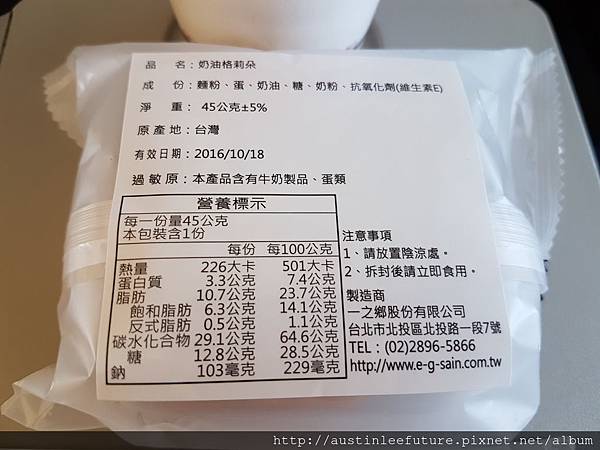 品　名：奶油格莉朵
成　份：麵粉、蛋、奶油、糖、奶粉、抗氧化劑(維生素E)
淨　重： 45公克±5%
原 產 地：台灣
有效日期：2016/10/18
過 敏 原：本產品含有牛奶製品、蛋類
營養標示
每一份量45公克
本包裝含1份
每份 每100公克
熱量 226大卡 501大卡
蛋白質 3.3公克 7.4公克
脂肪 10.7公克 23.7公克
飽和脂肪 6.3公克 14.1公克
反式脂肪 0.5公克 1.1公克
碳水化合物 29.1公克 64.6公克
糖 12.8公克 28.5公克
鈉 103毫克 229毫克
注意事項
1、請放置陰涼處。
2、拆封後請立即食用。
製造商
一之鄉股份有限公司
台北市北投區北投路一段7號
TEL：(02)2896-5866
http://www.e-g-sain.com.tw
http://austinleefuture.pixnet.net/album